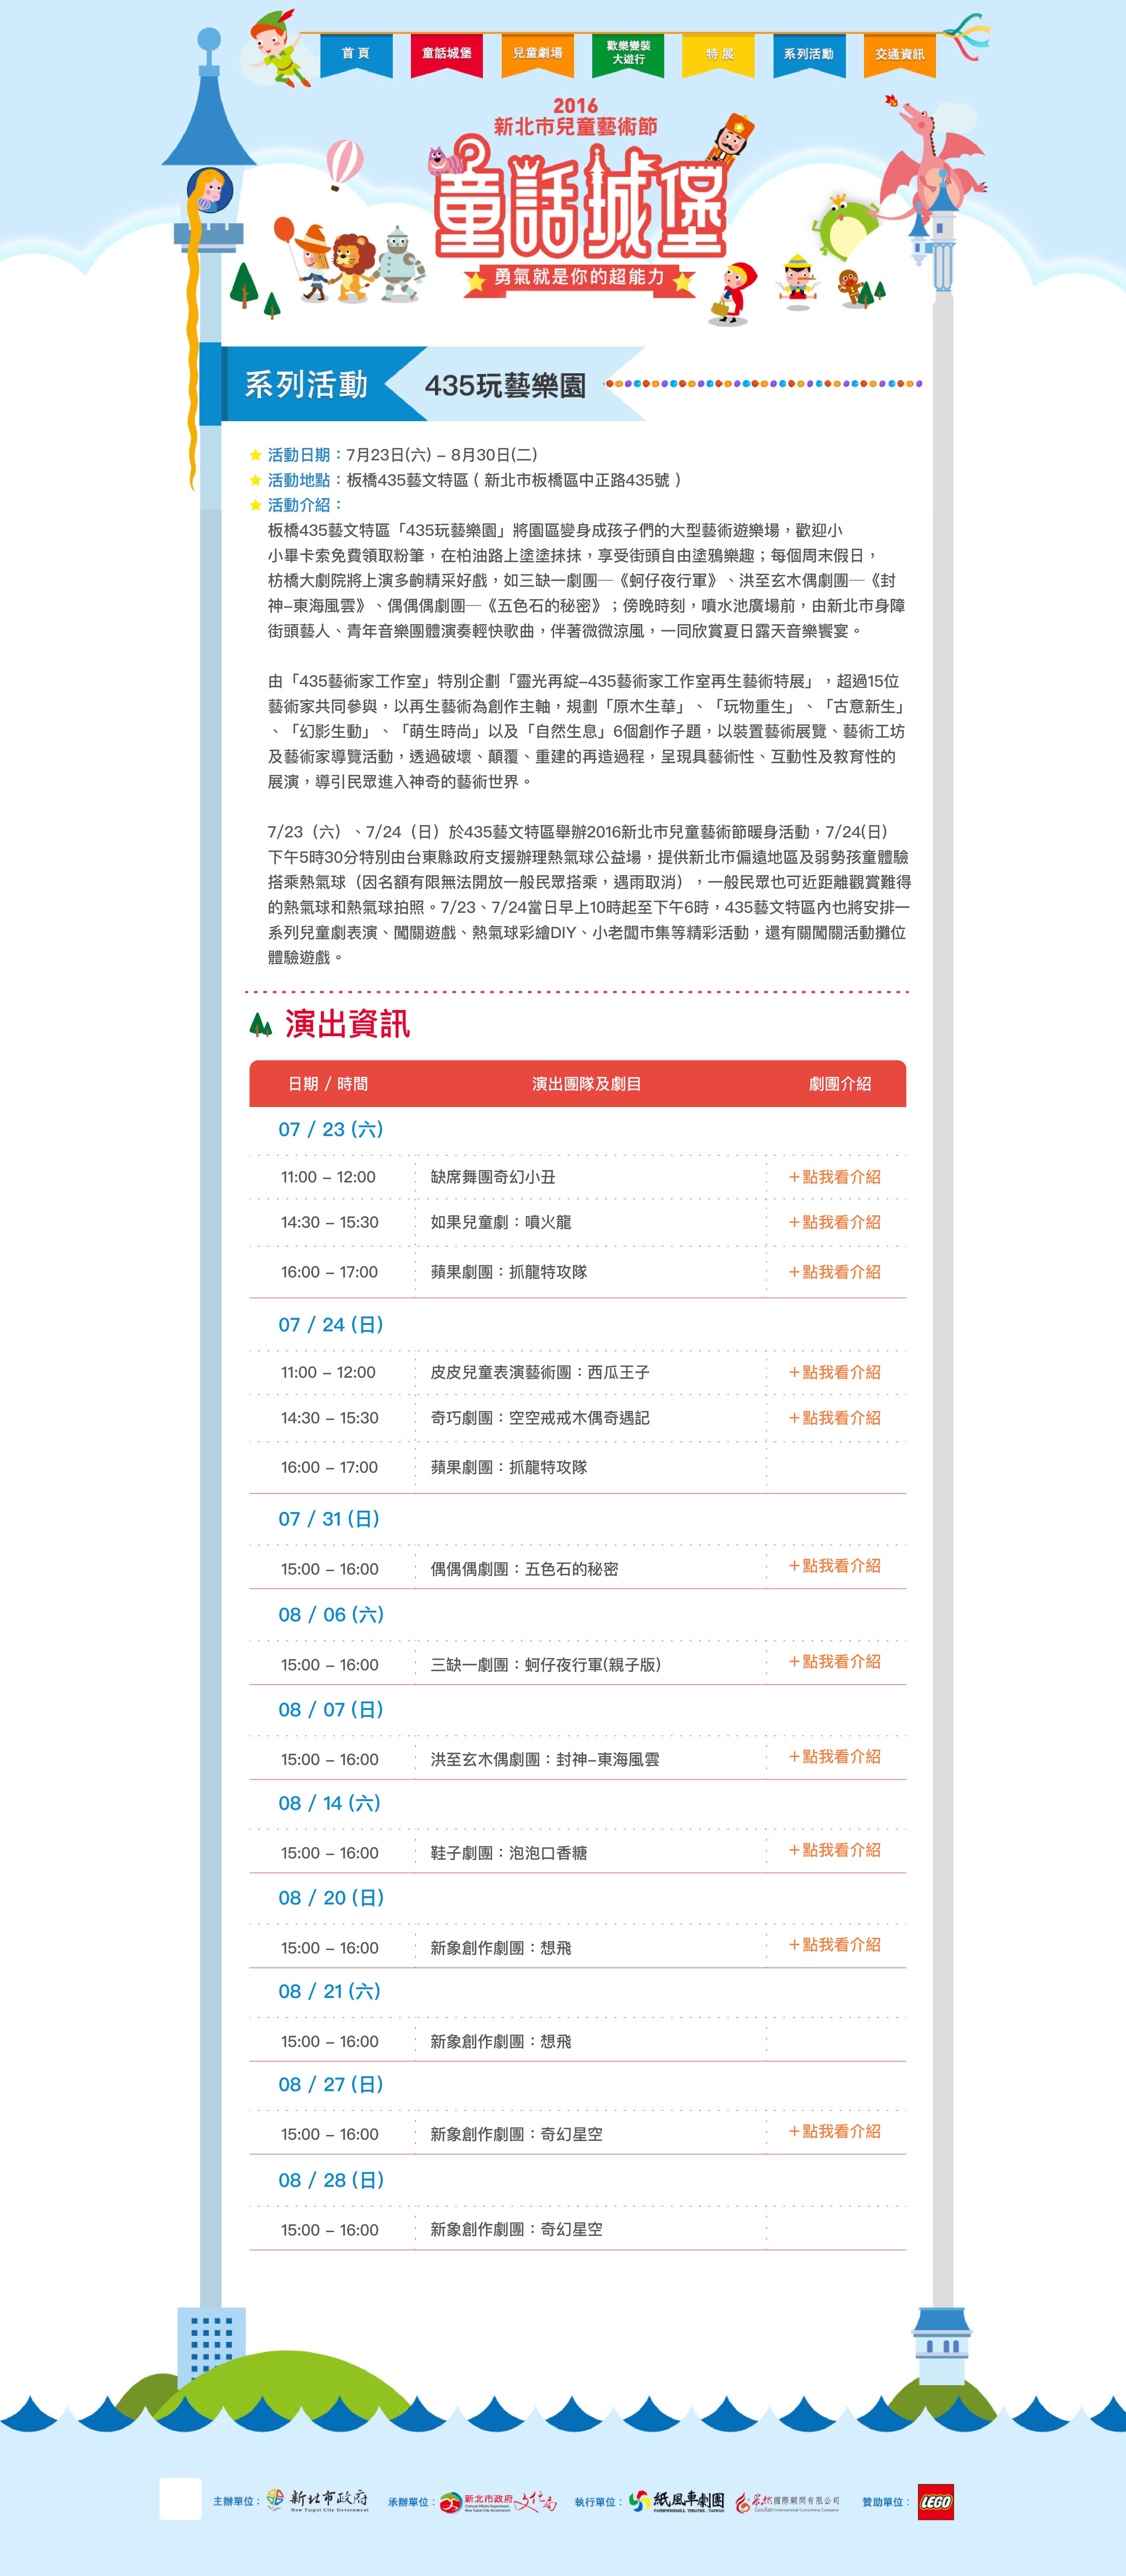 首 頁
童話城堡
兒童劇場
歡樂變裝
大遊行
特 展
系列活動
交通資訊
2016
新北市兒童藝術節
童話城堡
勇氣就是你的超能力
系列活動
435玩藝樂園
活動日期：7月23日(六) – 8月30日(二)
活動地點：板橋435藝文特區 ( 新北市板橋區中正路435號 )
活動介紹：
板橋435藝文特區「435玩藝樂園」將園區變身成孩子們的大型藝術遊樂場，歡迎小
小畢卡索免費領取粉筆，在柏油路上塗塗抹抹，享受街頭自由塗鴉樂趣；每個周末假日，
枋橋大劇院將上演多齣精采好戲，如三缺一劇團─《蚵仔夜行軍》、洪至玄木偶劇團─《封
神–東海風雲》、偶偶偶劇團─《五色石的秘密》；傍晚時刻，噴水池廣場前，由新北市身障
街頭藝人、青年音樂團體演奏輕快歌曲，伴著微微涼風，一同欣賞夏日露天音樂饗宴。
由「435藝術家工作室」特別企劃「靈光再綻–435藝術家工作室再生藝術特展」，超過15位
藝術家共同參與，以再生藝術為創作主軸，規劃「原木生華」、「玩物重生」、「古意新生」
、「幻影生動」、「萌生時尚」以及「自然生息」6個創作子題，以裝置藝術展覽、藝術工坊
及藝術家導覽活動，透過破壞、顛覆、重建的再造過程，呈現具藝術性、互動性及教育性的
展演，導引民眾進入神奇的藝術世界。
7/23（六）、7/24（日）於435藝文特區舉辦2016新北市兒童藝術節暖身活動，7/24(日)
下午5時30分特別由台東縣政府支援辦理熱氣球公益場，提供新北市偏遠地區及弱勢孩童體驗
搭乘熱氣球（因名額有限無法開放一般民眾搭乘，遇雨取消），一般民眾也可近距離觀賞難得
的熱氣球和熱氣球拍照。7/23、7/24當日早上10時起至下午6時，435藝文特區內也將安排一
系列兒童劇表演、闖關遊戲、熱氣球彩繪DIY、小老闆市集等精彩活動，還有關闖關活動攤位
體驗遊戲。
演出資訊
日期 / 時間 演出團隊及劇目 劇團介紹
07 / 23 (六)
11:00 – 12:00 缺席舞團奇幻小丑 ＋點我看介紹
14:30 – 15:30 如果兒童劇：噴火龍 ＋點我看介紹
16:00 – 17:00 蘋果劇團：抓龍特攻隊 ＋點我看介紹
07 / 24 (日)
11:00 – 12:00 皮皮兒童表演藝術團：西瓜王子 ＋點我看介紹
14:30 – 15:30 奇巧劇團：空空戒戒木偶奇遇記 ＋點我看介紹
16:00 – 17:00 蘋果劇團：抓龍特攻隊
07 / 31 (日)
15:00 – 16:00 偶偶偶劇團：五色石的秘密 ＋點我看介紹
08 / 06 (六)
15:00 – 16:00 三缺一劇團：蚵仔夜行軍(親子版) ＋點我看介紹
08 / 07 (日)
15:00 – 16:00 洪至玄木偶劇團：封神–東海風雲 ＋點我看介紹
08 / 14 (六)
15:00 – 16:00 鞋子劇團：泡泡口香糖 ＋點我看介紹
08 / 20 (日)
15:00 – 16:00 新象創作劇團：想飛 ＋點我看介紹
08 / 21 (六)
15:00 – 16:00 新象創作劇團：想飛
08 / 27 (日)
15:00 – 16:00 新象創作劇團：奇幻星空 ＋點我看介紹
08 / 28 (日)
15:00 – 16:00 新象創作劇團：奇幻星空
主辦單位：
新北市政府
New Taipei City Government
承辦單位：
新北市政府
文化局
執行單位：
紙風車劇團
國際顧問有限公司
贊助單位：
LEGO